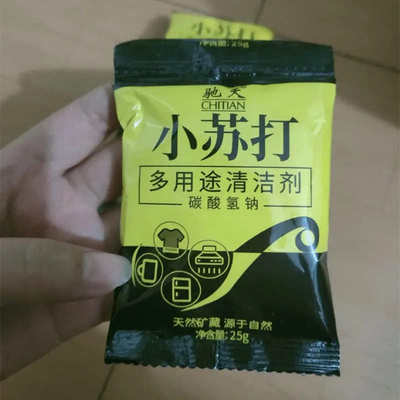 小苏打
净含量:25g
驰天
CHITIAN
小苏打
多用途清洁剂
碳酸氢钠
天然矿藏 源于自然
净含量:25g